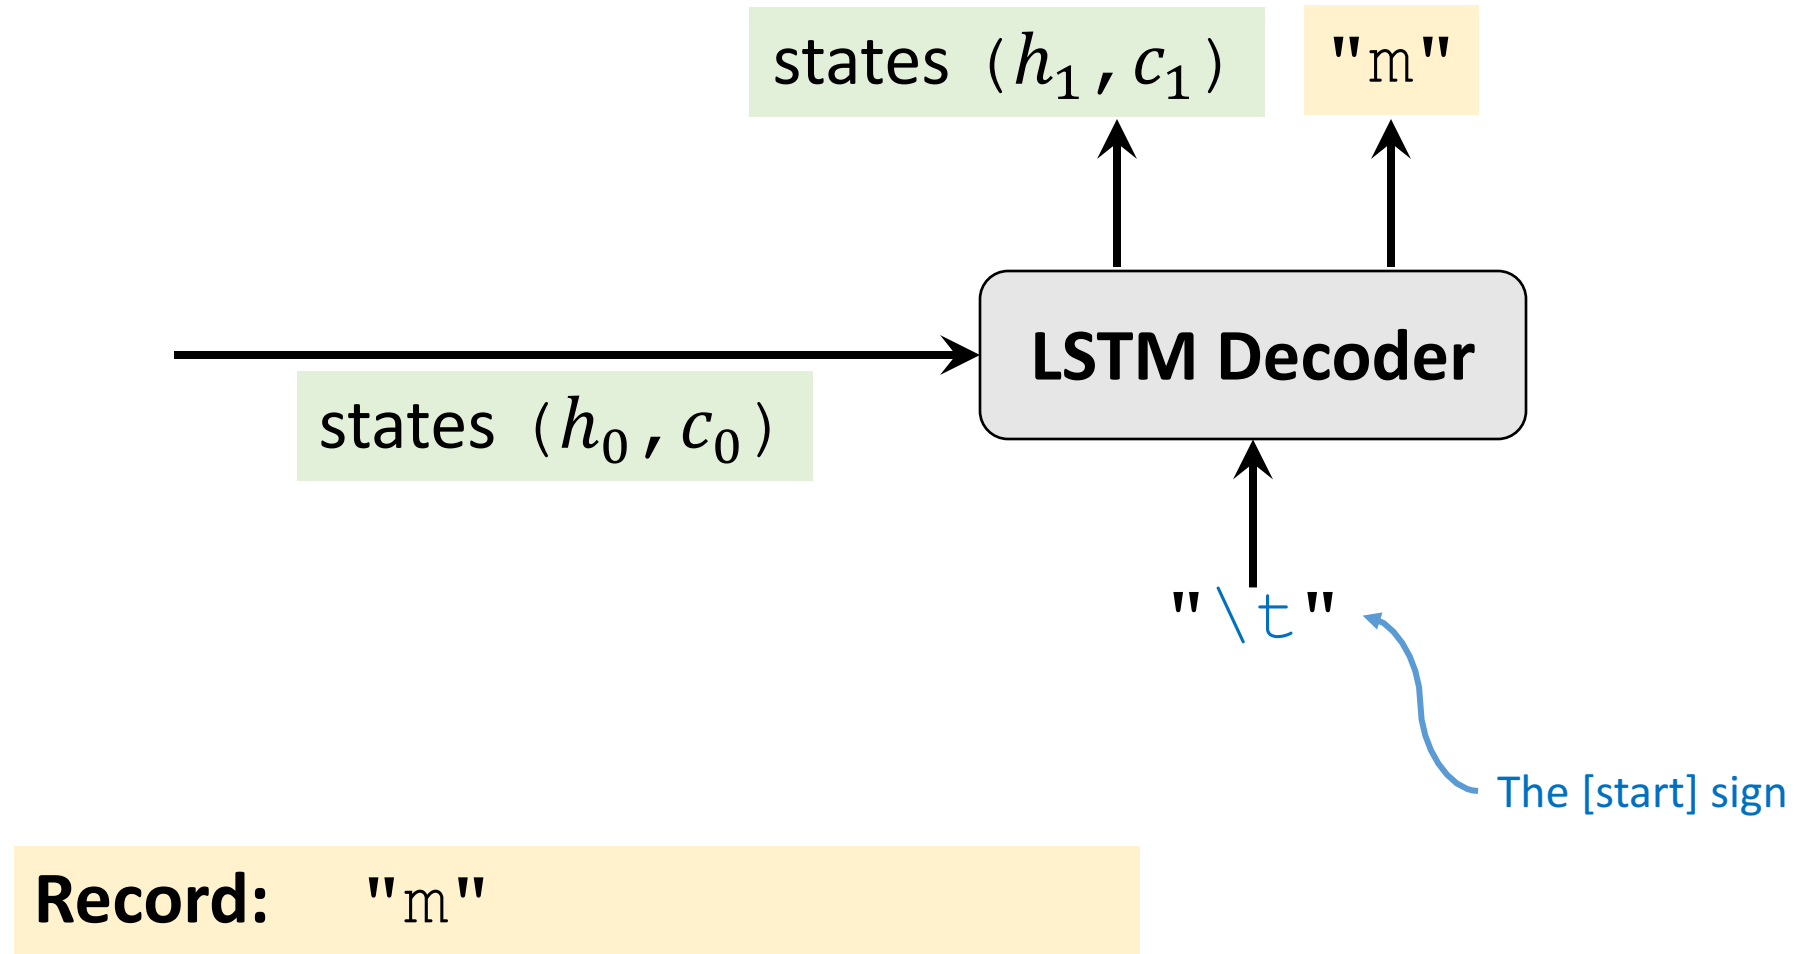 states (h₁,c₁)
"m"
LSTM Decoder
states (h₀,c₀)
"\t"
The [start] sign
Record: "m"